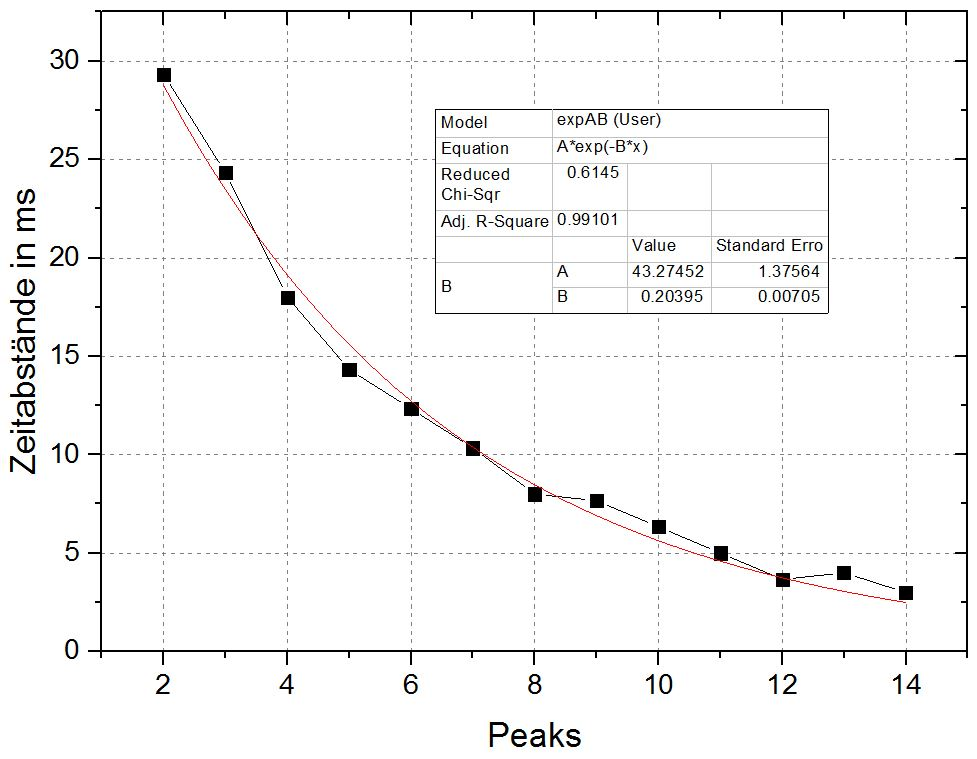 30
25
20
15
10
5
0
Zeitabstände in ms
2 4 6 8 10 12 14
Peaks
Model expAB (User)
Equation A*exp(-B*x)
Reduced Chi-Sqr 0.6145
Adj. R-Square 0.99101
Value Standard Erro
B A 43.27452 1.37564
B 0.20395 0.00705